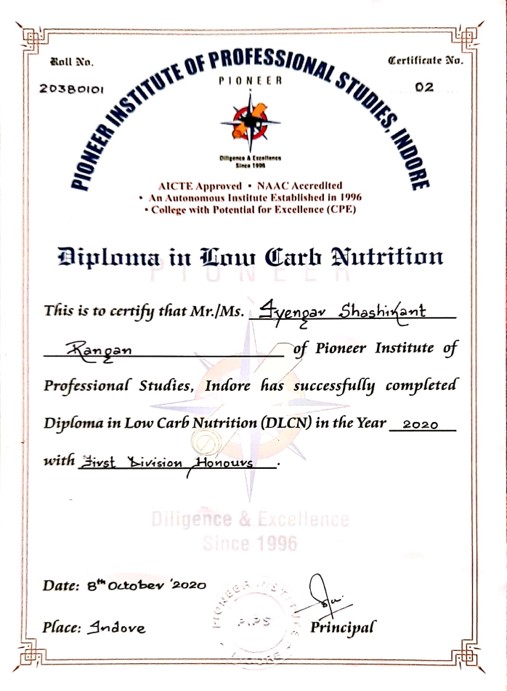 Roll No.
Certificate No.
20380101
02
PIONEER INSTITUTE OF PROFESSIONAL STUDIES, INDORE
PIONEER
Diligence & Excellence
Since 1996
AICTE Approved • NAAC Accredited
• An Autonomous Institute Established in 1996
• College with Potential for Excellence (CPE)
Diploma in Low Carb Nutrition
PIONEER
This is to certify that Mr./Ms. Iyengar Shashikant
Rangan of Pioneer Institute of
Professional Studies, Indore has successfully completed
Diploma in Low Carb Nutrition (DLCN) in the Year 2020
with First Division Honours.
Diligence & Excellence
Since 1996
Date: 8th October '2020
PIONEER INSTITUTE
PIPS
INDORE
Place: Indore
Principal